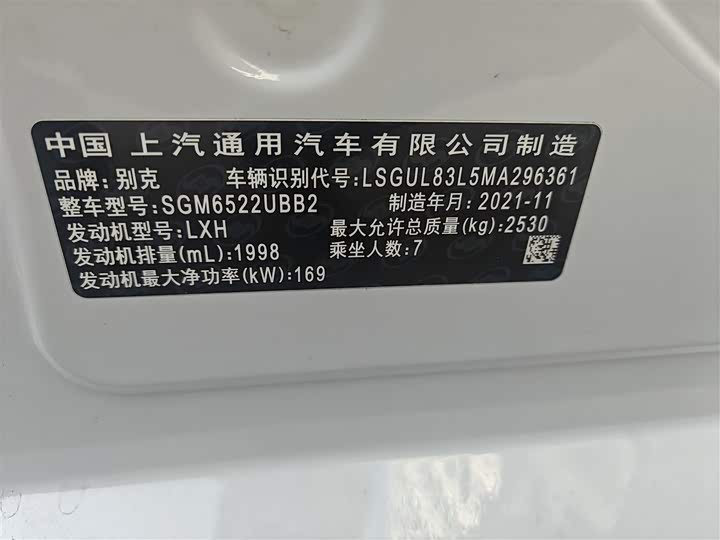 中国 上汽通用汽车有限公司制造
品牌:别克 车辆识别代号:LSGUL83L5MA296361
整车型号:SGM6522UBB2 制造年月:2021-11
发动机型号:LXH 最大允许总质量(kg):2530
发动机排量(mL):1998 乘坐人数:7
发动机最大净功率(kW):169